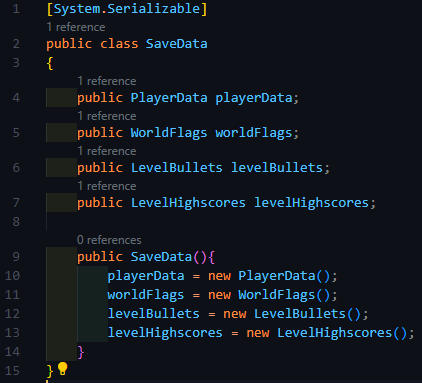 1 [System.Serializable]
1 reference
2 public class SaveData
3 {
1 reference
4 public PlayerData playerData;
1 reference
5 public WorldFlags worldFlags;
1 reference
6 public LevelBullets levelBullets;
1 reference
7 public LevelHighscores levelHighscores;
8
0 references
9 public SaveData(){
10 playerData = new PlayerData();
11 worldFlags = new WorldFlags();
12 levelBullets = new LevelBullets();
13 levelHighscores = new LevelHighscores();
14 }
15 }